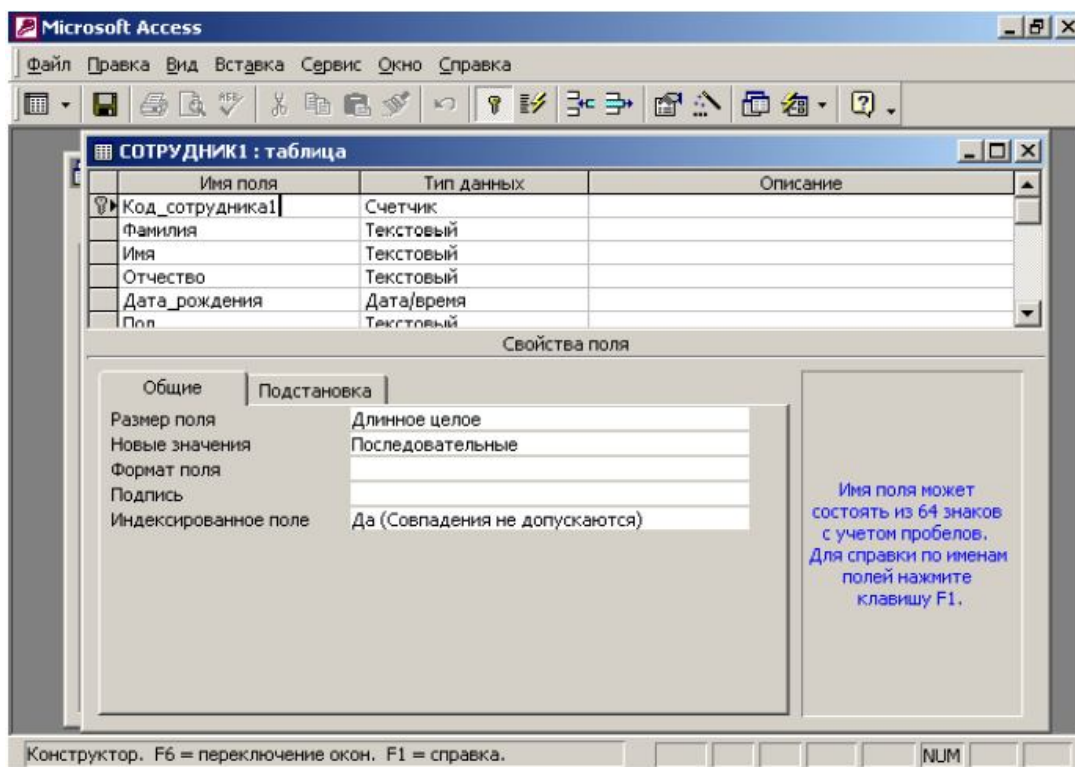 Microsoft Access
Файл Правка Вид Вставка Сервис Окно Справка
СОТРУДНИК1 : таблица
Имя поля Тип данных Описание
Код_сотрудника1 Счетчик
Фамилия Текстовый
Имя Текстовый
Отчество Текстовый
Дата_рождения Дата/время
Пол Текстовый
Свойства поля
Общие Подстановка
Размер поля Длинное целое
Новые значения Последовательные
Формат поля
Подпись
Индексированное поле Да (Совпадения не допускаются)
Имя поля может
состоять из 64 знаков
с учетом пробелов.
Для справки по именам
полей нажмите
клавишу F1.
Конструктор. F6 = переключение окон. F1 = справка. NUM